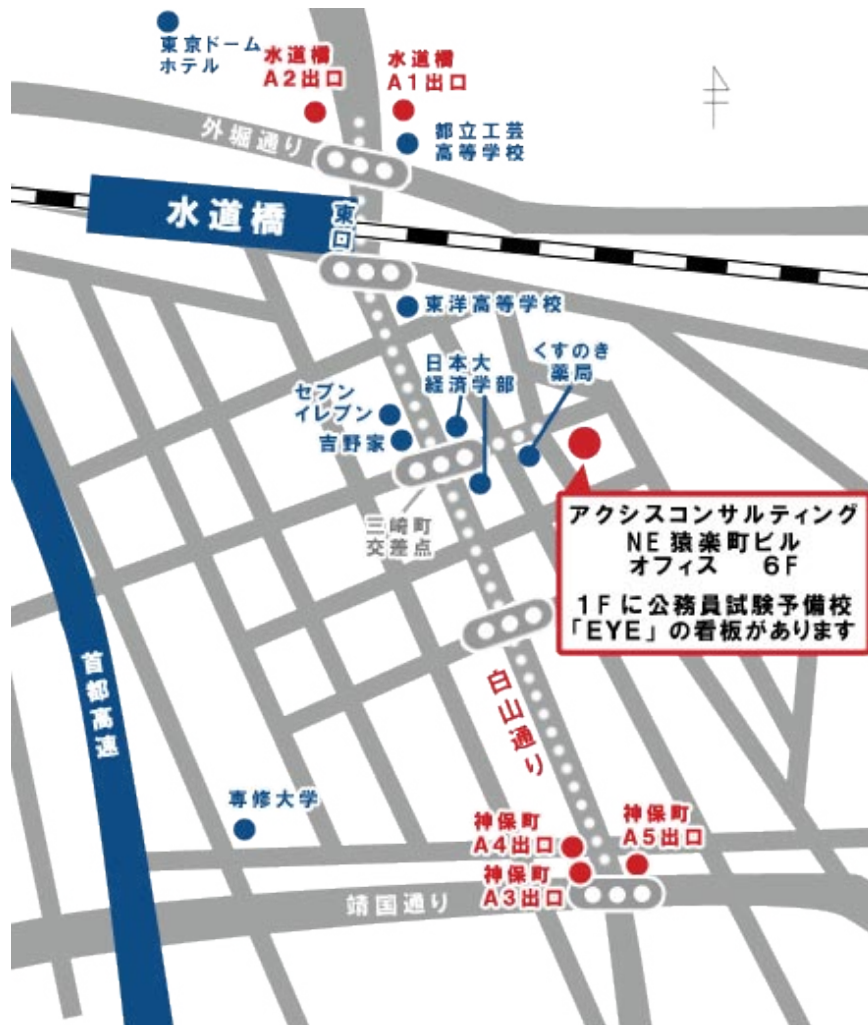 東京ドーム
ホテル
水道橋
A2出口
水道橋
A1出口
都立工芸
高等学校
外堀通り
水道橋
東口
東洋高等学校
日本大
経済学部
くすのき
薬局
セブン
イレブン
吉野家
三崎町
交差点
アクシスコンサルティング
NE猿楽町ビル
オフィス 6F
1Fに公務員試験予備校
「EYE」の看板があります
首都高速
白山通り
専修大学
神保町
A4出口
神保町
A5出口
神保町
A3出口
靖国通り